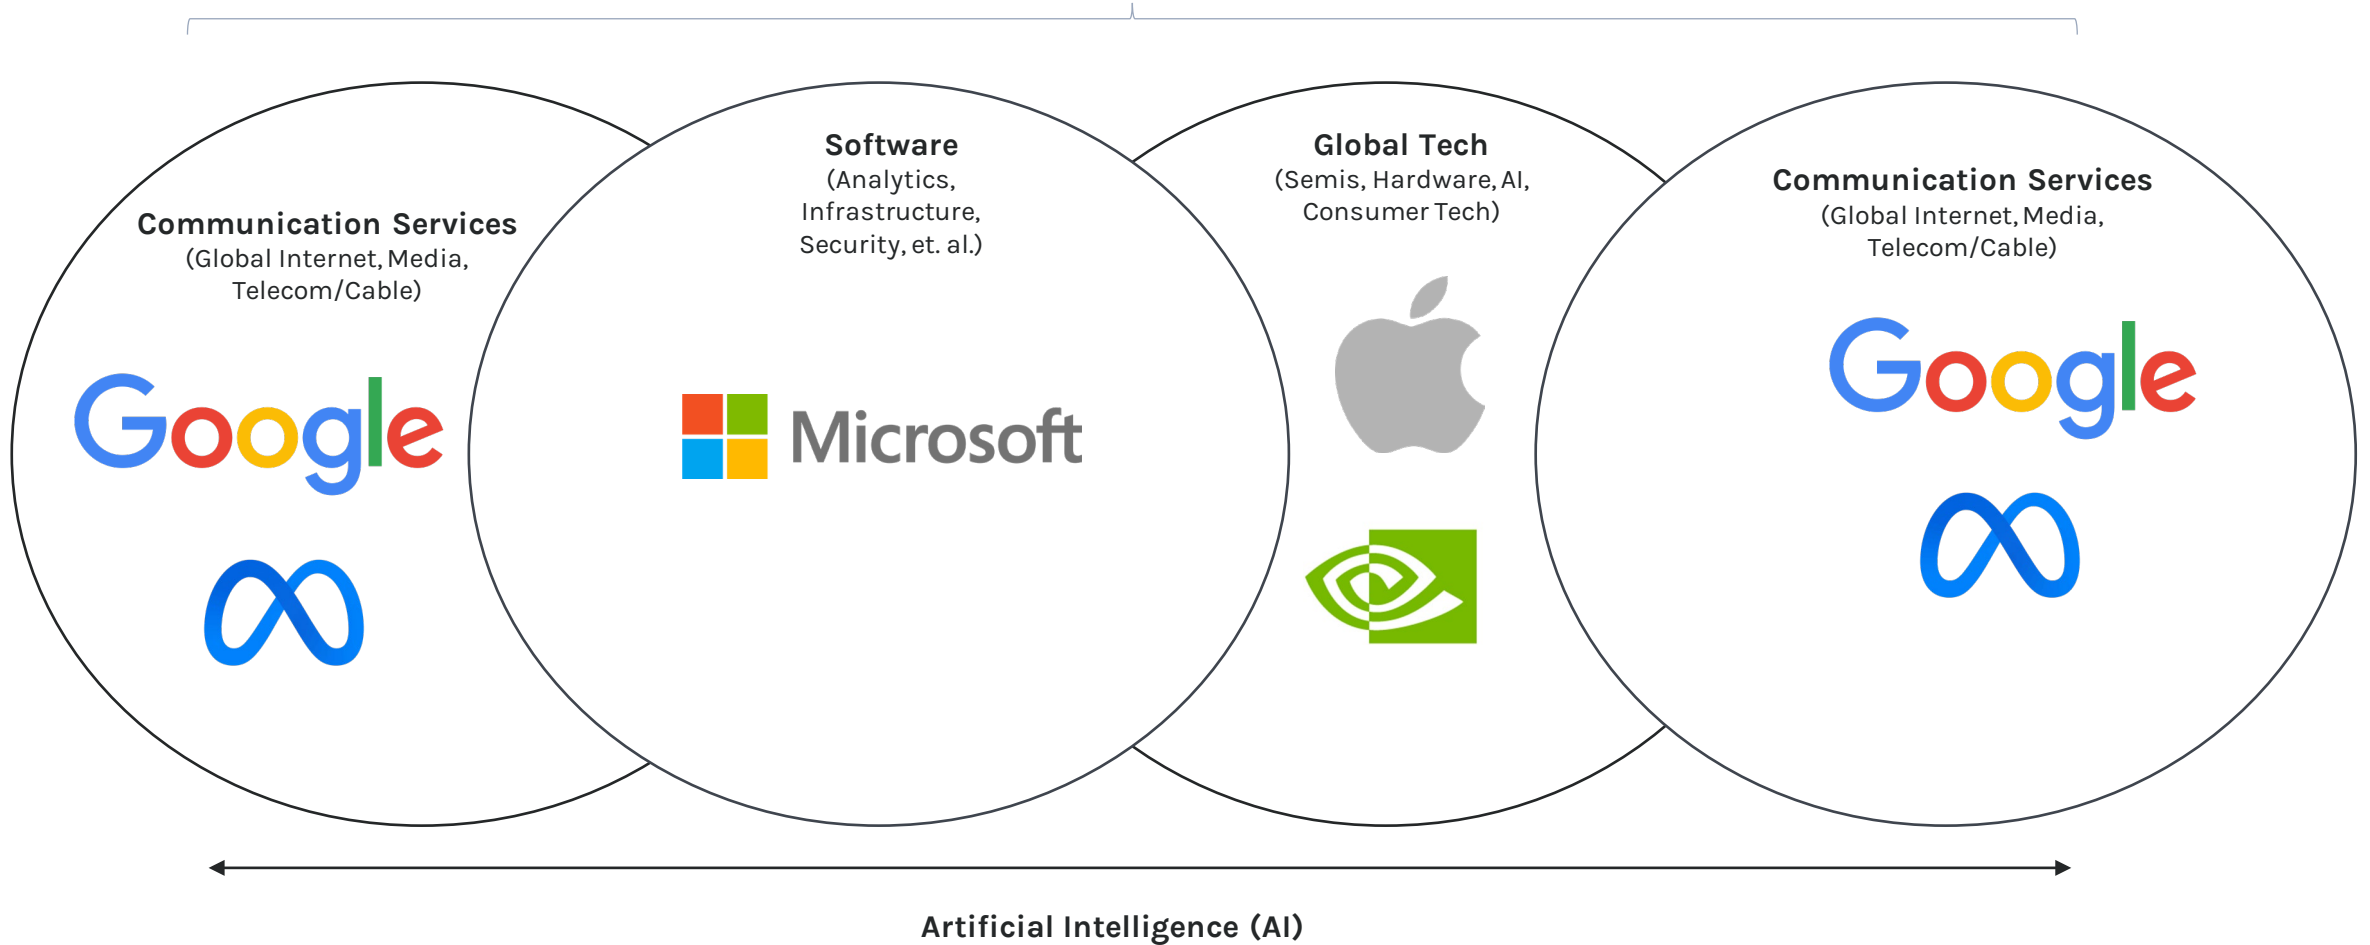 Communication Services
(Global Internet, Media,
Telecom/Cable)
Google
Software
(Analytics,
Infrastructure,
Security, et. al.)
Microsoft
Global Tech
(Semis, Hardware, AI,
Consumer Tech)
Communication Services
(Global Internet, Media,
Telecom/Cable)
Google
Artificial Intelligence (AI)